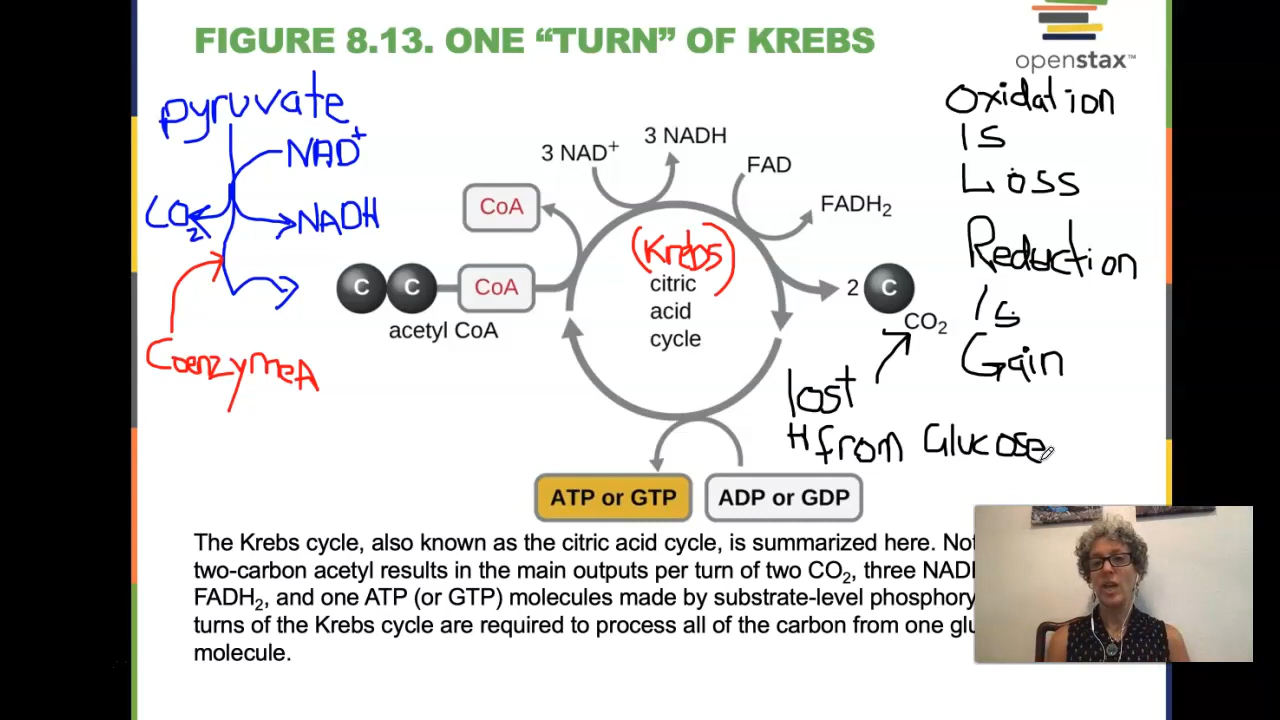 FIGURE 8.13. ONE “TURN” OF KREBS
openstax™
pyruvate
NAD+
CO2
NADH
CoenzymeA
3 NAD+
3 NADH
FAD
FADH2
CoA
C C CoA
acetyl CoA
(Krebs)
citric
acid
cycle
2 C
CO2
Oxidation
Is
Loss
Reduction
Is
Gain
lost
H from Glucose
ATP or GTP
ADP or GDP
The Krebs cycle, also known as the citric acid cycle, is summarized here. Not
two-carbon acetyl results in the main outputs per turn of two CO2, three NAD
FADH2, and one ATP (or GTP) molecules made by substrate-level phosphory
turns of the Krebs cycle are required to process all of the carbon from one glu
molecule.